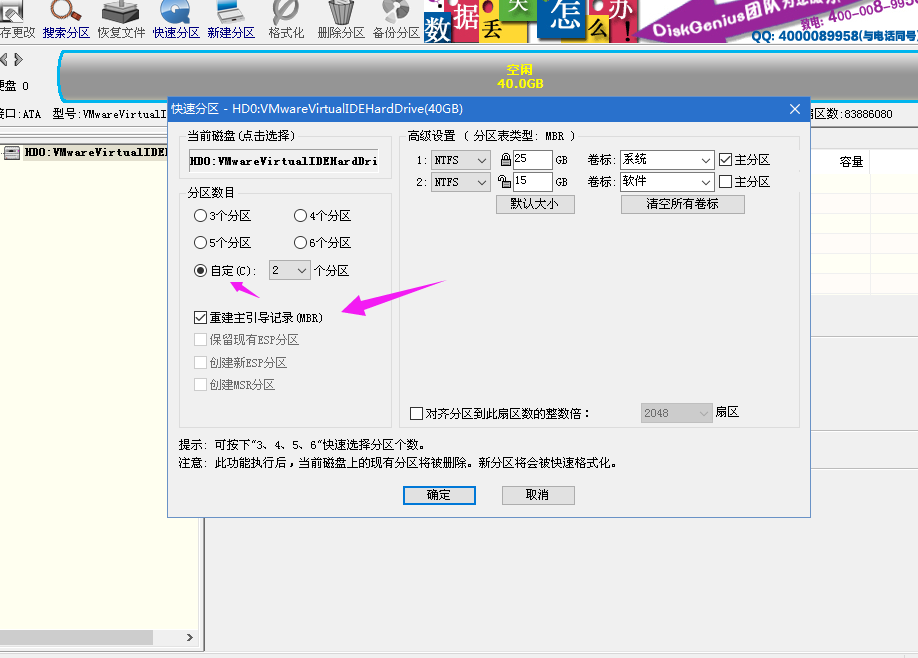 存更改 搜索分区 恢复文件 快速分区 新建分区 格式化 删除分区 备份分区
数 据 丢 失 怎 么 办 !
DiskGenius团队为您服务
致电: 400-008-9958
QQ: 4000089958(与电话同号)
空闲
40.0GB
硬盘 0
接口:ATA 型号:VMwareVirtualI
扇区数:83886080
HD0:VMwareVirtualIDEH
容量
快速分区 - HD0:VMwareVirtualIDEHardDrive(40GB)
当前磁盘(点击选择)
HD0:VMwareVirtualIDEHardDri
分区数目
3个分区 4个分区
5个分区 6个分区
自定(C): 2 个分区
重建主引导记录(MBR)
保留现有ESP分区
创建新ESP分区
创建MSR分区
高级设置 ( 分区表类型: MBR )
1: NTFS 25 GB 卷标: 系统 主分区
2: NTFS 15 GB 卷标: 软件 主分区
默认大小 清空所有卷标
对齐分区到此扇区数的整数倍: 2048 扇区
提示: 可按下“3、4、5、6”快速选择分区个数。
注意: 此功能执行后,当前磁盘上的现有分区将被删除。新分区将会被快速格式化。
确定 取消